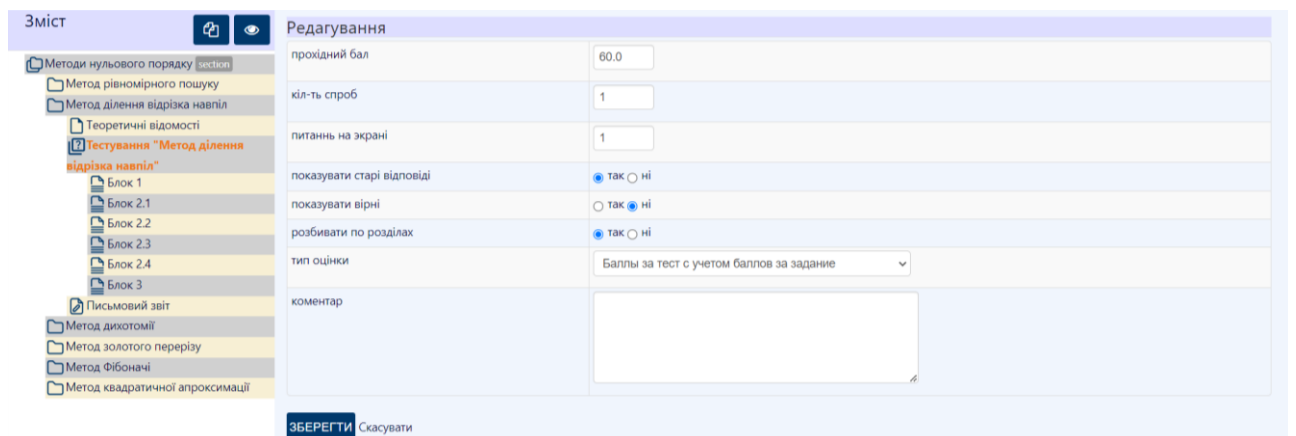 Зміст
Методи нульового порядку section
Метод рівномірного пошуку
Метод ділення відрізка навпіл
Теоретичні відомості
Тестування "Метод ділення
відрізка навпіл"
Блок 1
Блок 2.1
Блок 2.2
Блок 2.3
Блок 2.4
Блок 3
Письмовий звіт
Метод дихотомії
Метод золотого перерізу
Метод Фібоначі
Метод квадратичної апроксимації
Редагування
прохідний бал 60.0
кіл-ть спроб 1
питаннь на экрані 1
показувати старі відповіді так ні
показувати вірні так ні
розбивати по розділах так ні
тип оцінки Баллы за тест с учетом баллов за задание
коментар
ЗБЕРЕГТИ Скасувати